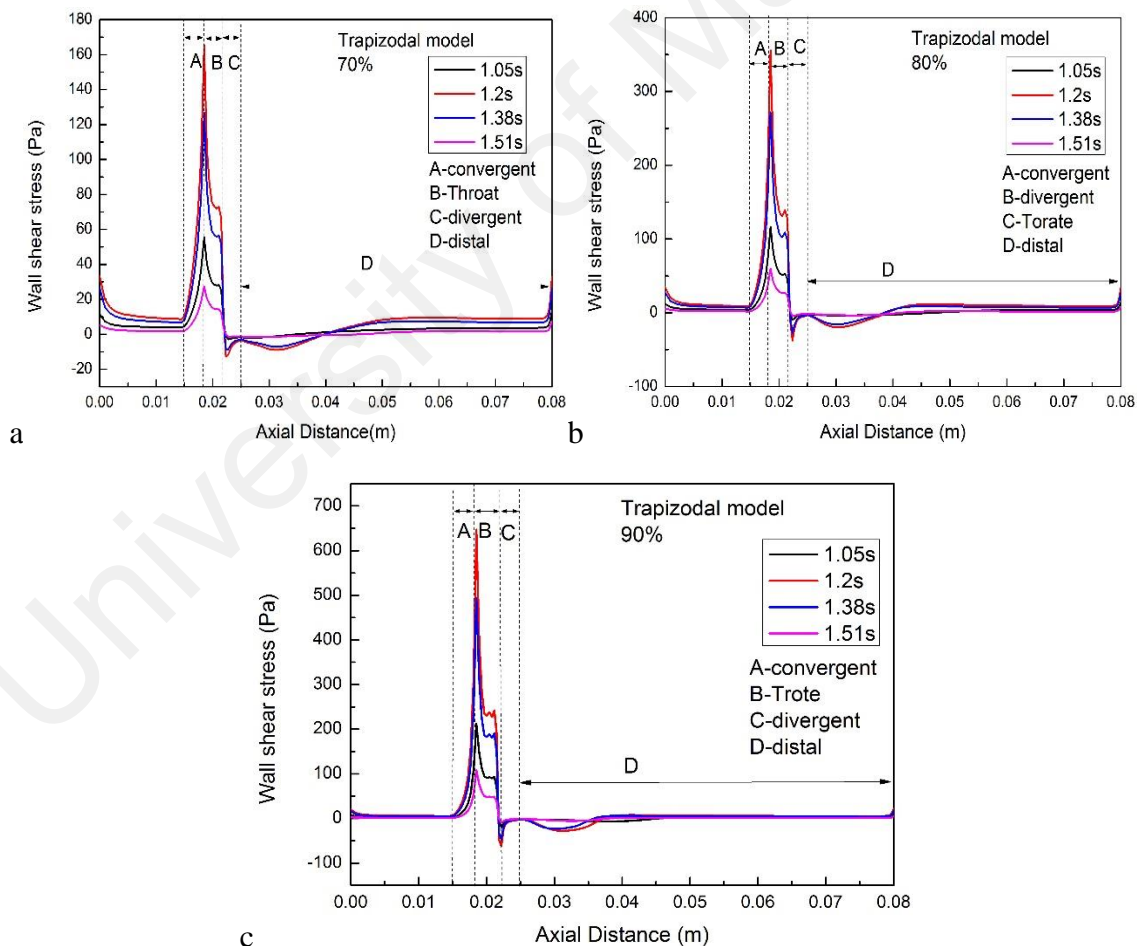 180
160
140
120
100
80
60
40
20
0
-20
Wall shear stress (Pa)
A B C
Trapizodal model
70%
1.05s
1.2s
1.38s
1.51s
A-convergent
B-Throat
C-divergent
D-distal
D
0.00 0.01 0.02 0.03 0.04 0.05 0.06 0.07 0.08
Axial Distance(m)
a
400
300
200
100
0
-100
Wall shear stress (Pa)
A B C
Trapizodal model
80%
1.05s
1.2s
1.38s
1.51s
A-convergent
B-divergent
C-Torate
D-distal
D
0.00 0.01 0.02 0.03 0.04 0.05 0.06 0.07 0.08
Axial Distance (m)
b
700
600
500
400
300
200
100
0
-100
Wall shear stress (Pa)
A B C
Trapizodal model
90%
1.05s
1.2s
1.38s
1.51s
A-convergent
B-Trote
C-divergent
D-distal
D
0.00 0.01 0.02 0.03 0.04 0.05 0.06 0.07 0.08
Axial Distance (m)
c
University of M